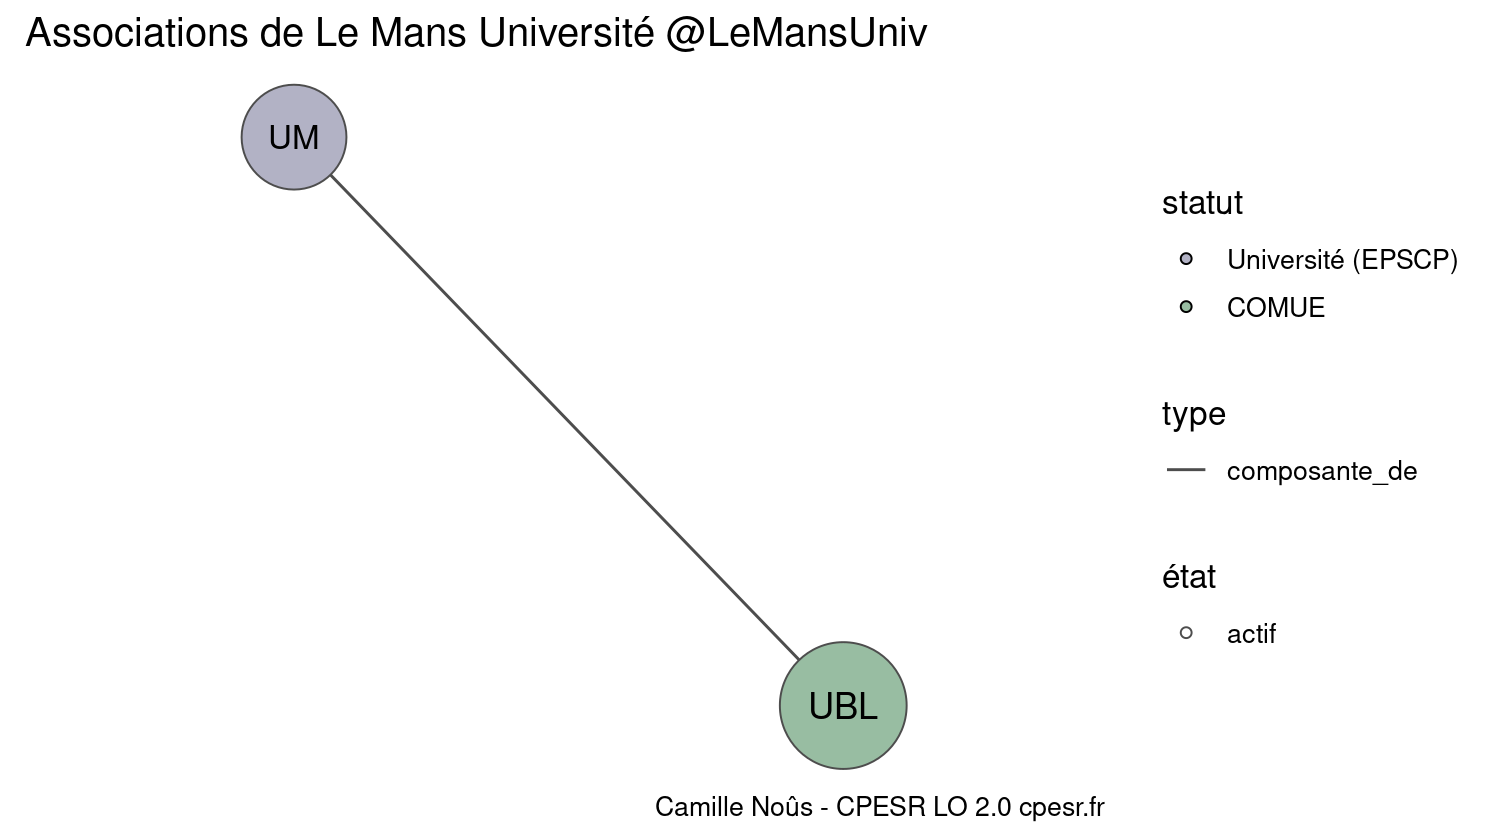 Associations de Le Mans Université @LeMansUniv
UM
statut
Université (EPSCP)
COMUE
type
composante_de
état
actif
UBL
Camille Noûs - CPESR LO 2.0 cpesr.fr